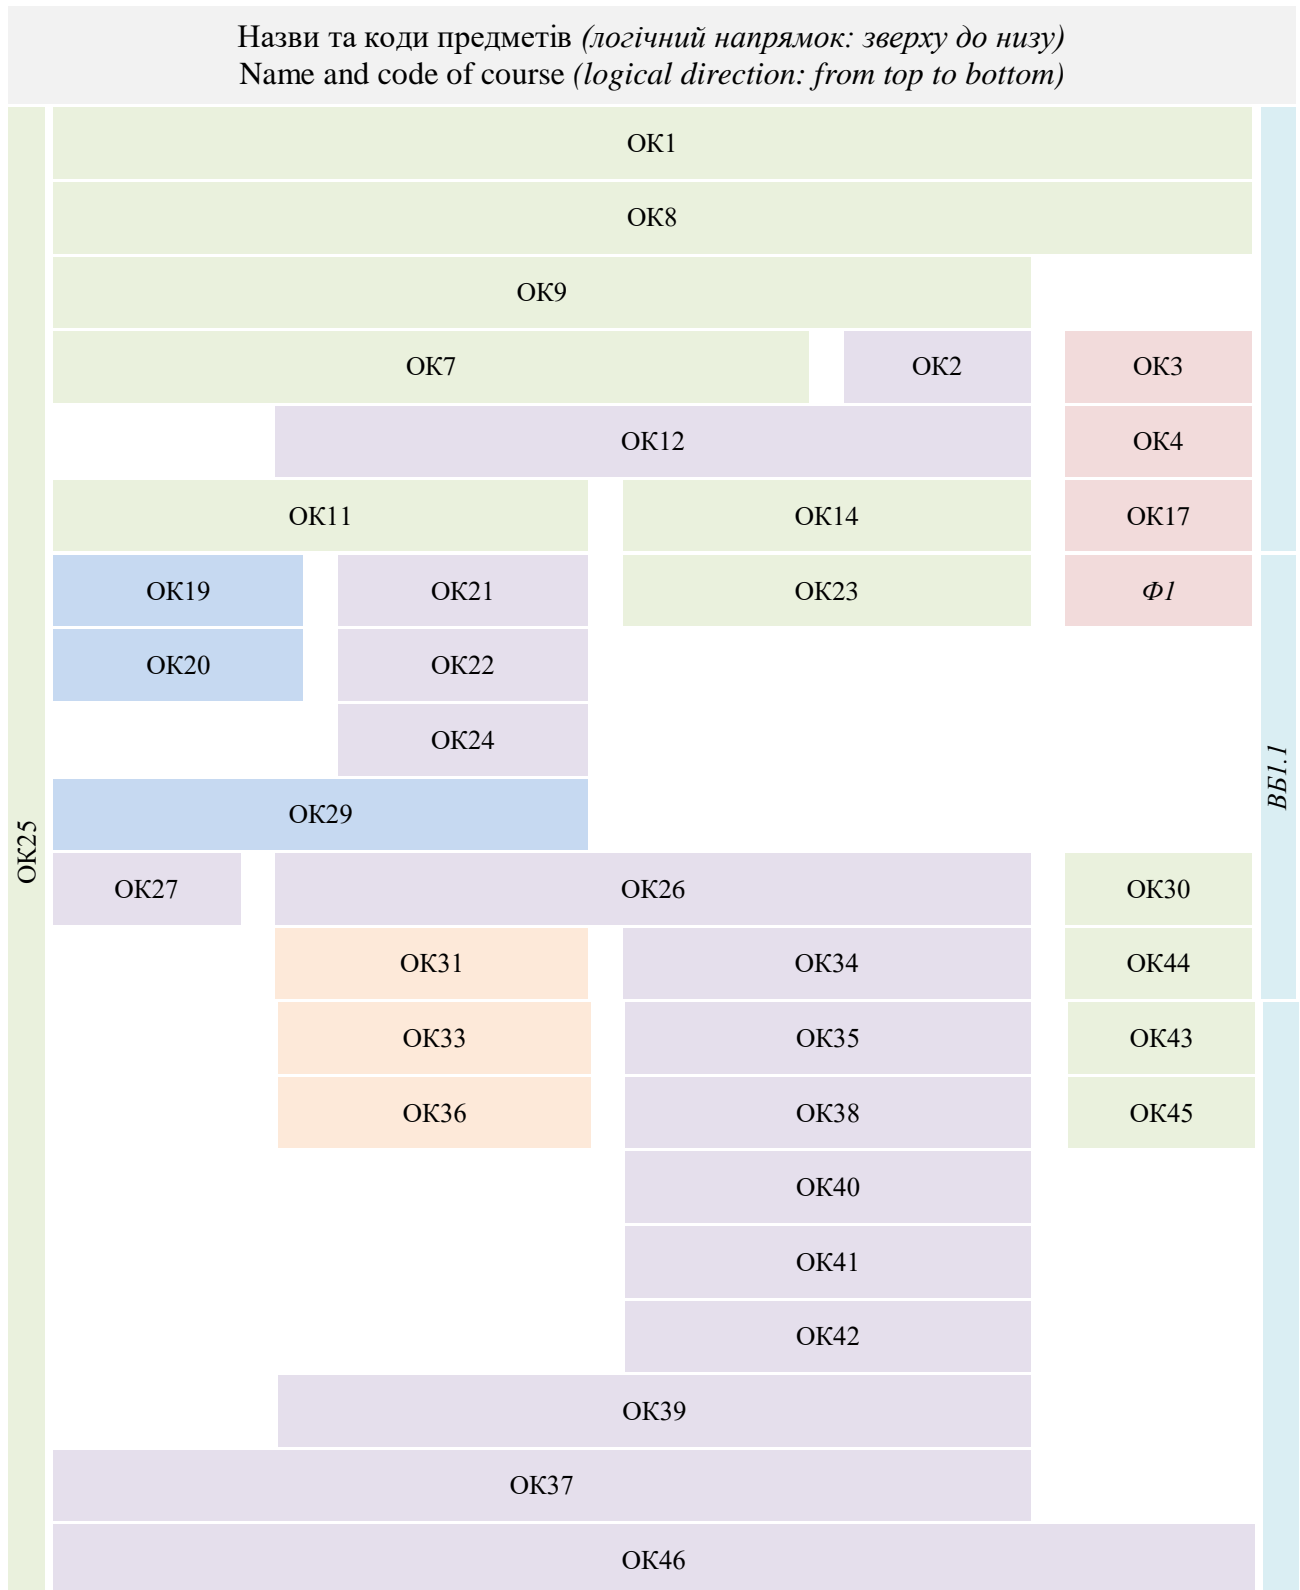 Назви та коди предметів (логічний напрямок: зверху до низу)
Name and code of course (logical direction: from top to bottom)
ОК1
ОК8
ОК9
ОК7
ОК2
ОК3
ОК12
ОК4
ОК11
ОК14
ОК17
ОК19
ОК21
ОК23
Ф1
ОК20
ОК22
ОК24
ВБ1.1
ОК29
ОК25
ОК27
ОК26
ОК30
ОК31
ОК34
ОК44
ОК33
ОК35
ОК43
ОК36
ОК38
ОК45
ОК40
ОК41
ОК42
ОК39
ОК37
ОК46